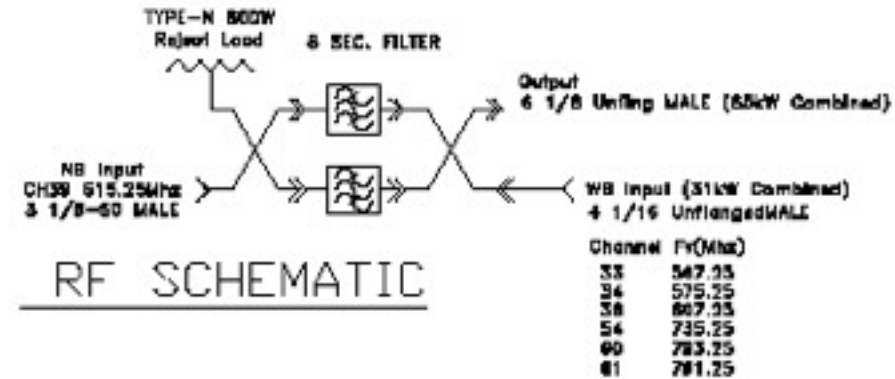 TYPE-N 800W
Reject Load
8 SEC. FILTER
Output
6 1/8 Unflng MALE (65kW Combined)
NB Input
CH39 615.25Mhz
3 1/8-50 MALE
WB Input (31kW Combined)
4 1/16 UnflangedMALE
RF SCHEMATIC
Channel Fv(Mhz)
33 567.25
34 575.25
38 607.25
54 735.25
60 783.25
61 791.25